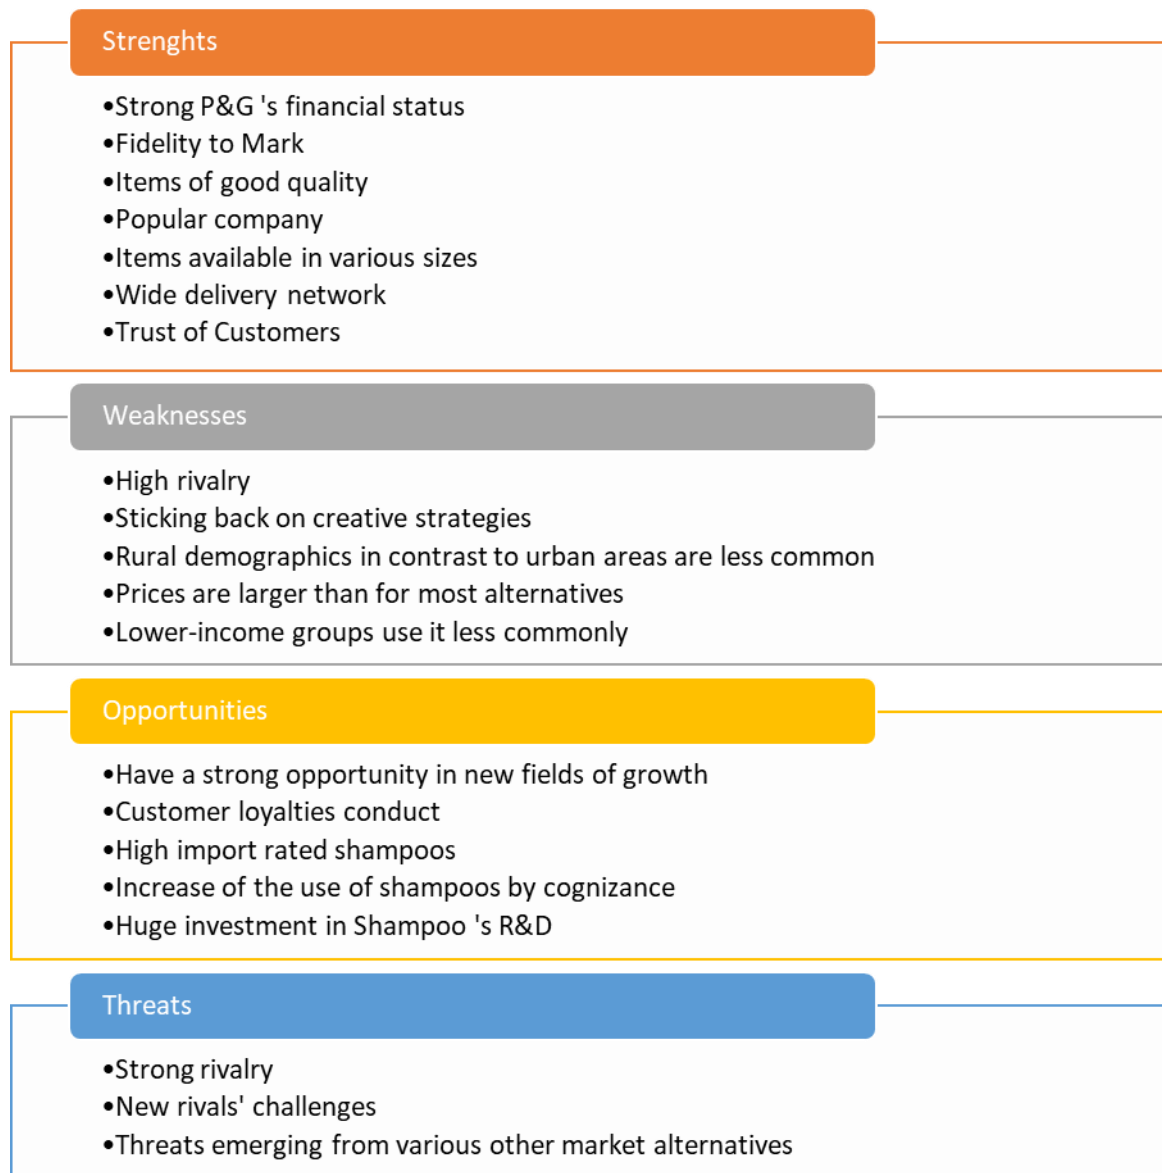 Strenghts
•Strong P&G 's financial status
•Fidelity to Mark
•Items of good quality
•Popular company
•Items available in various sizes
•Wide delivery network
•Trust of Customers
Weaknesses
•High rivalry
•Sticking back on creative strategies
•Rural demographics in contrast to urban areas are less common
•Prices are larger than for most alternatives
•Lower-income groups use it less commonly
Opportunities
•Have a strong opportunity in new fields of growth
•Customer loyalties conduct
•High import rated shampoos
•Increase of the use of shampoos by cognizance
•Huge investment in Shampoo 's R&D
Threats
•Strong rivalry
•New rivals' challenges
•Threats emerging from various other market alternatives